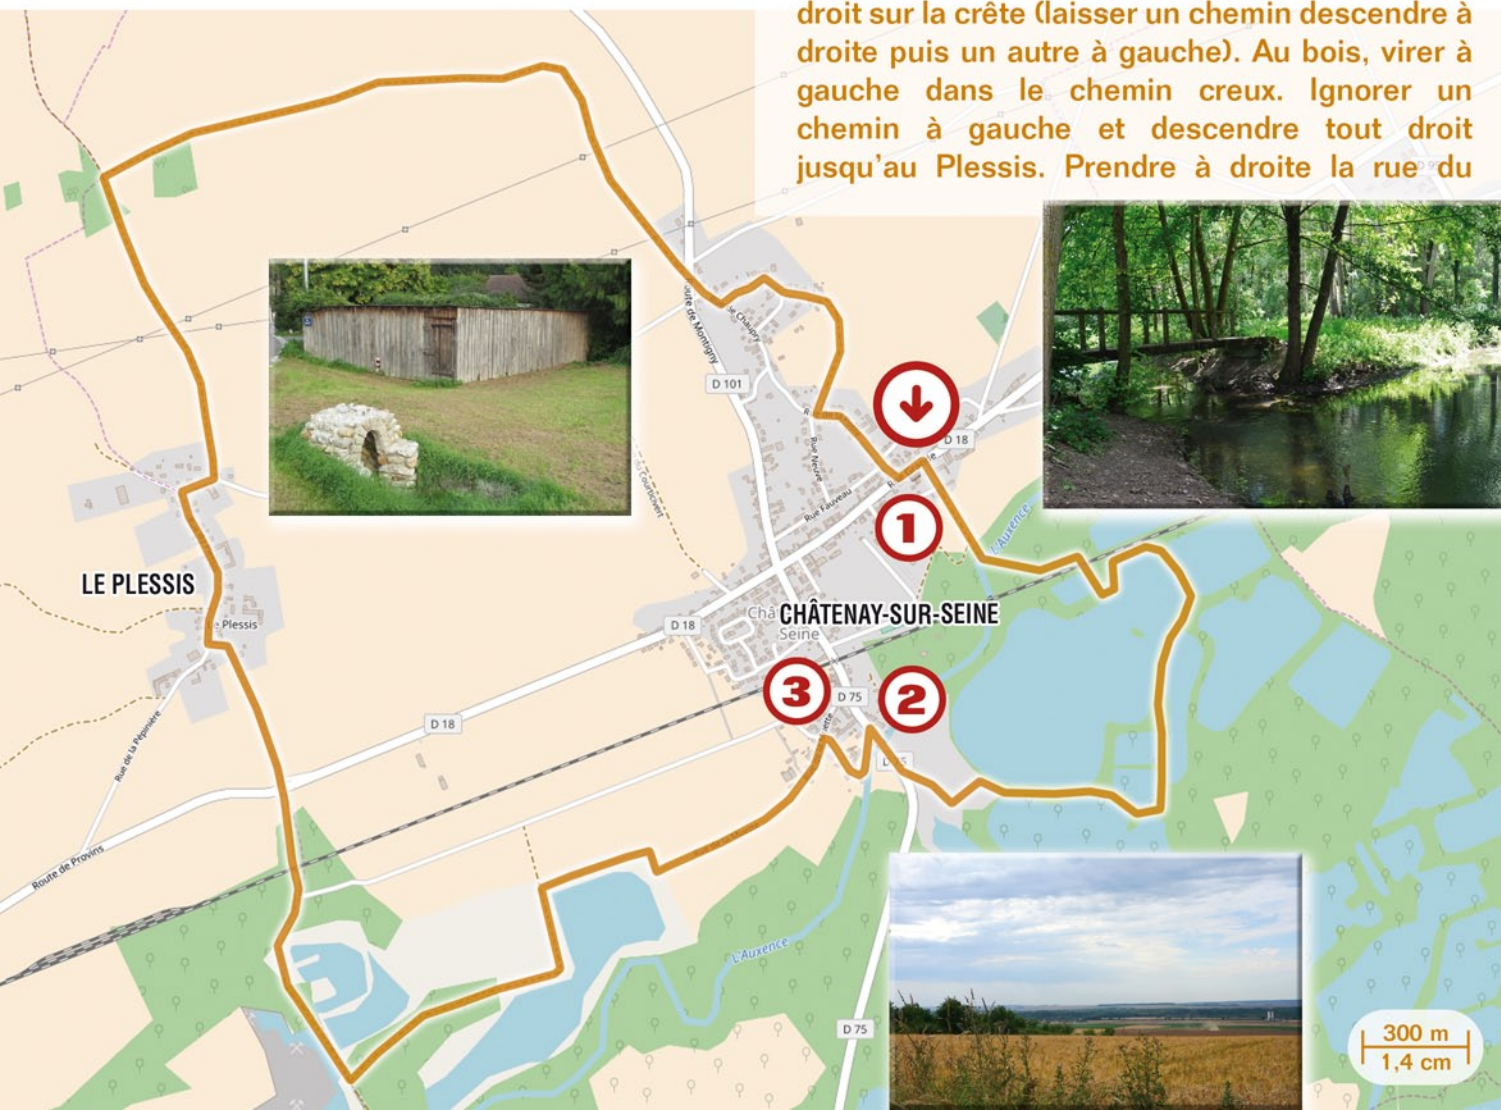 droit sur la crête (laisser un chemin descendre à
droite puis un autre à gauche). Au bois, virer à
gauche dans le chemin creux. Ignorer un
chemin à gauche et descendre tout droit
jusqu'au Plessis. Prendre à droite la rue du
D 101
D 18
Rue Neuve
Rue Fauveau
1
L'Auxence
LE PLESSIS
CHÂTENAY-SUR-SEINE
Seine
D 18
3
D 75
2
Rue de la Pépinière
D 18
Route de Provins
L'Auxence
D 75
300 m
1,4 cm